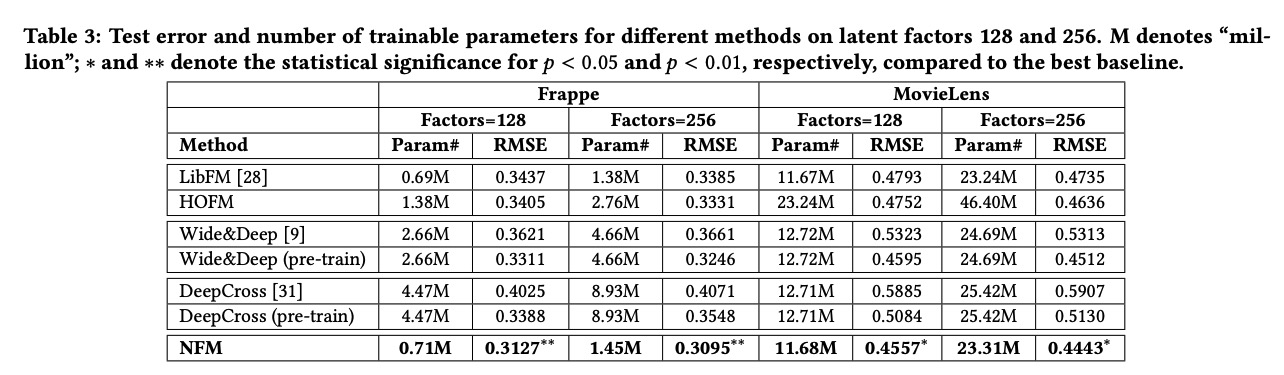 Table 3: Test error and number of trainable parameters for different methods on latent factors 128 and 256. M denotes “mil-
lion”; ∗ and ∗∗ denote the statistical significance for p < 0.05 and p < 0.01, respectively, compared to the best baseline.
Frappe MovieLens
Factors=128 Factors=256 Factors=128 Factors=256
Method Param# RMSE Param# RMSE Param# RMSE Param# RMSE
LibFM [28] 0.69M 0.3437 1.38M 0.3385 11.67M 0.4793 23.24M 0.4735
HOFM 1.38M 0.3405 2.76M 0.3331 23.24M 0.4752 46.40M 0.4636
Wide&Deep [9] 2.66M 0.3621 4.66M 0.3661 12.72M 0.5323 24.69M 0.5313
Wide&Deep (pre-train) 2.66M 0.3311 4.66M 0.3246 12.72M 0.4595 24.69M 0.4512
DeepCross [31] 4.47M 0.4025 8.93M 0.4071 12.71M 0.5885 25.42M 0.5907
DeepCross (pre-train) 4.47M 0.3388 8.93M 0.3548 12.71M 0.5084 25.42M 0.5130
NFM 0.71M 0.3127** 1.45M 0.3095** 11.68M 0.4557* 23.31M 0.4443*